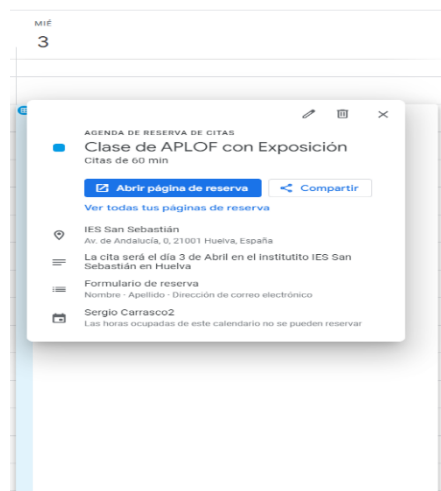 MIÉ
3
AGENDA DE RESERVA DE CITAS
Clase de APLOF con Exposición
Citas de 60 min
Abrir página de reserva
Compartir
Ver todas tus páginas de reserva
IES San Sebastián
Av. de Andalucía, 0, 21001 Huelva, España
La cita será el día 3 de Abril en el institutito IES San
Sebastián en Huelva
Formulario de reserva
Nombre · Apellido · Dirección de correo electrónico
Sergio Carrasco2
Las horas ocupadas de este calendario no se pueden reservar